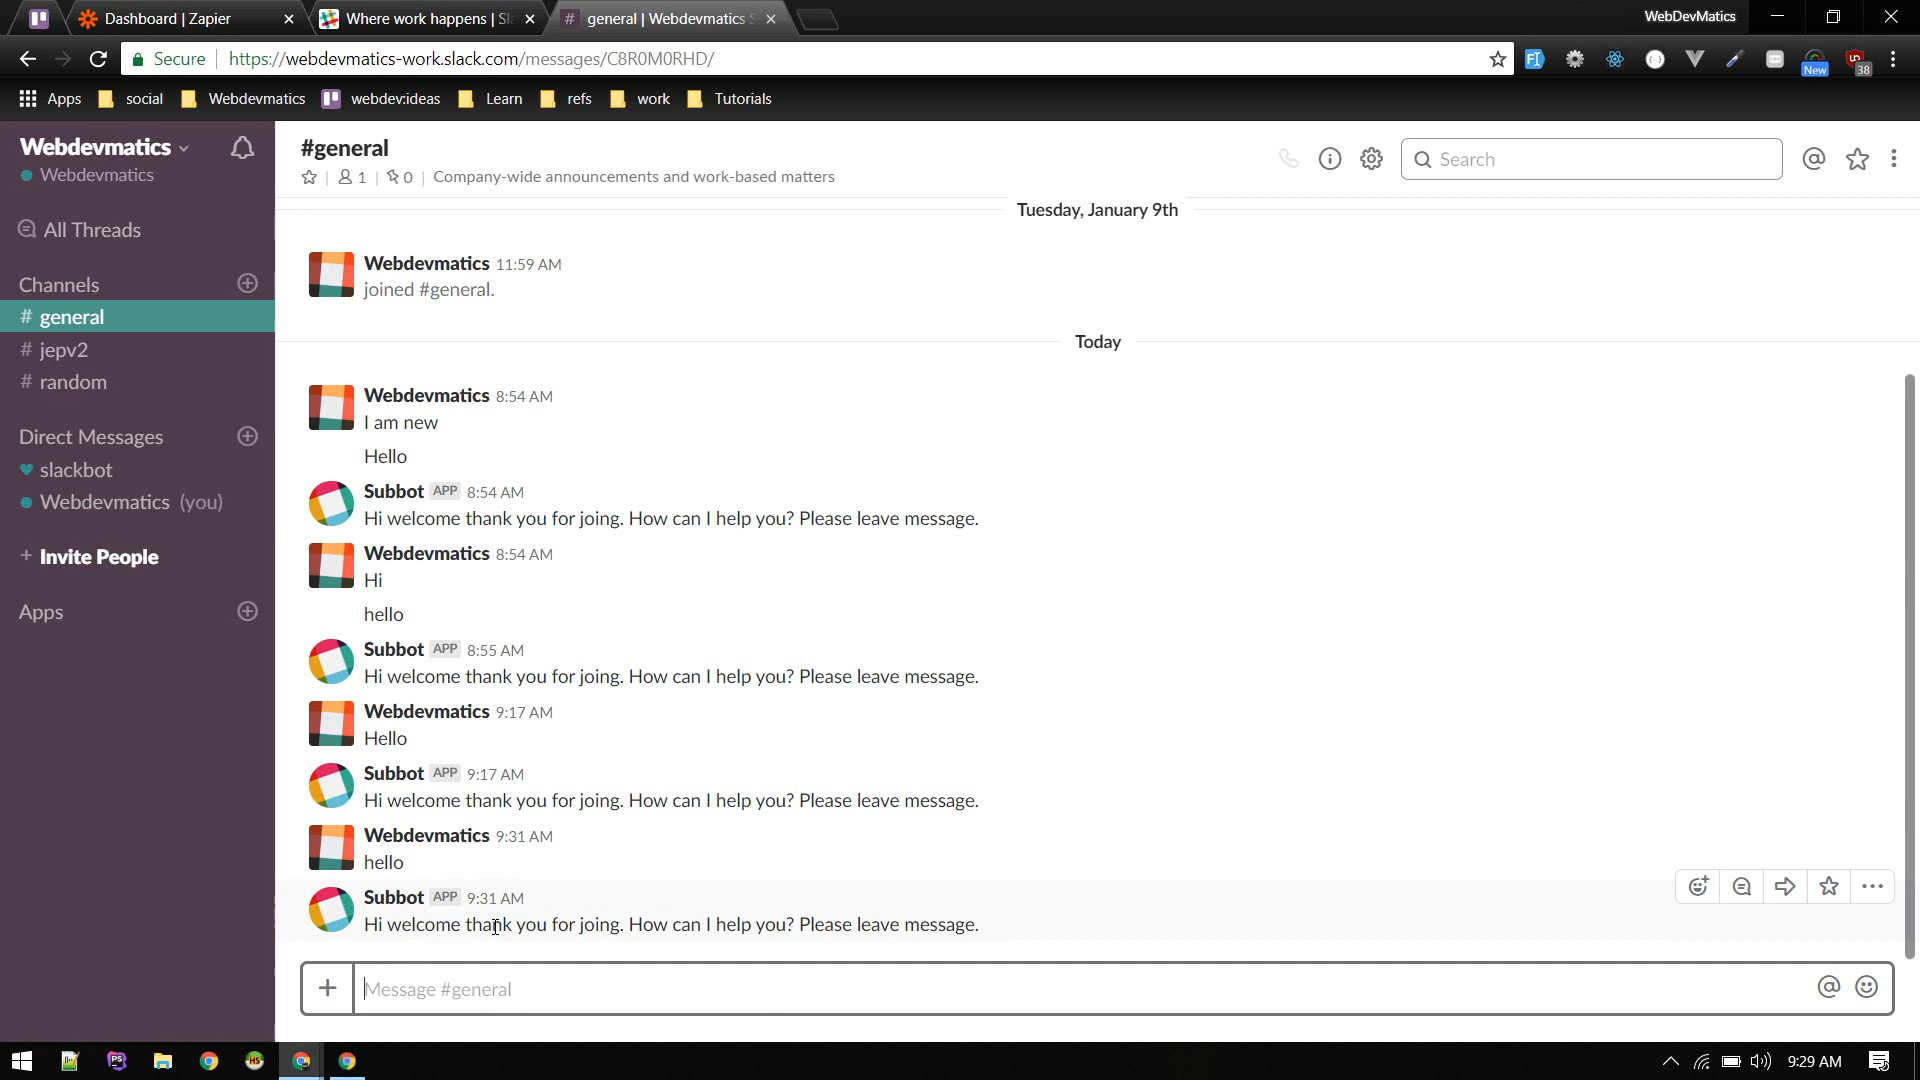 Dashboard | Zapier
Where work happens | Sl
# general | Webdevmatics S
WebDevMatics
Secure
https://webdevmatics-work.slack.com/messages/C8R0M0RHD/
New
38
Apps
social
Webdevmatics
webdev:ideas
Learn
refs
work
Tutorials
Webdevmatics
Webdevmatics
All Threads
Channels
# general
# jepv2
# random
Direct Messages
slackbot
Webdevmatics (you)
+ Invite People
Apps
#general
1
0
Company-wide announcements and work-based matters
Search
Tuesday, January 9th
Webdevmatics 11:59 AM
joined #general.
Today
Webdevmatics 8:54 AM
I am new
Hello
Subbot APP 8:54 AM
Hi welcome thank you for joing. How can I help you? Please leave message.
Webdevmatics 8:54 AM
Hi
hello
Subbot APP 8:55 AM
Hi welcome thank you for joing. How can I help you? Please leave message.
Webdevmatics 9:17 AM
Hello
Subbot APP 9:17 AM
Hi welcome thank you for joing. How can I help you? Please leave message.
Webdevmatics 9:31 AM
hello
Subbot APP 9:31 AM
Hi welcome thank you for joing. How can I help you? Please leave message.
Message #general
9:29 AM